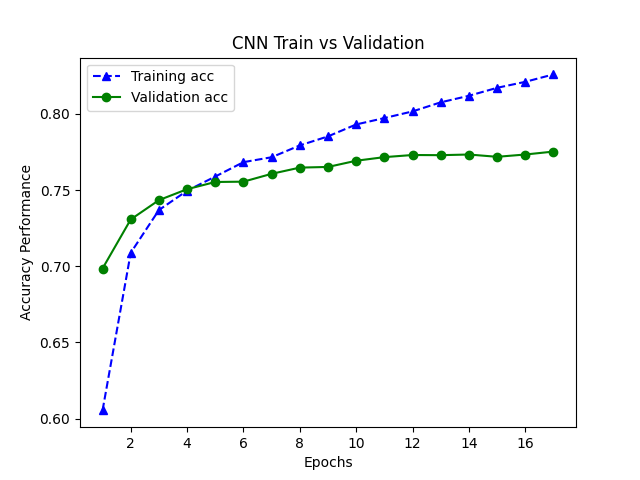 CNN Train vs Validation
Training acc
Validation acc
Accuracy Performance
0.80
0.75
0.70
0.65
0.60
2 4 6 8 10 12 14 16
Epochs